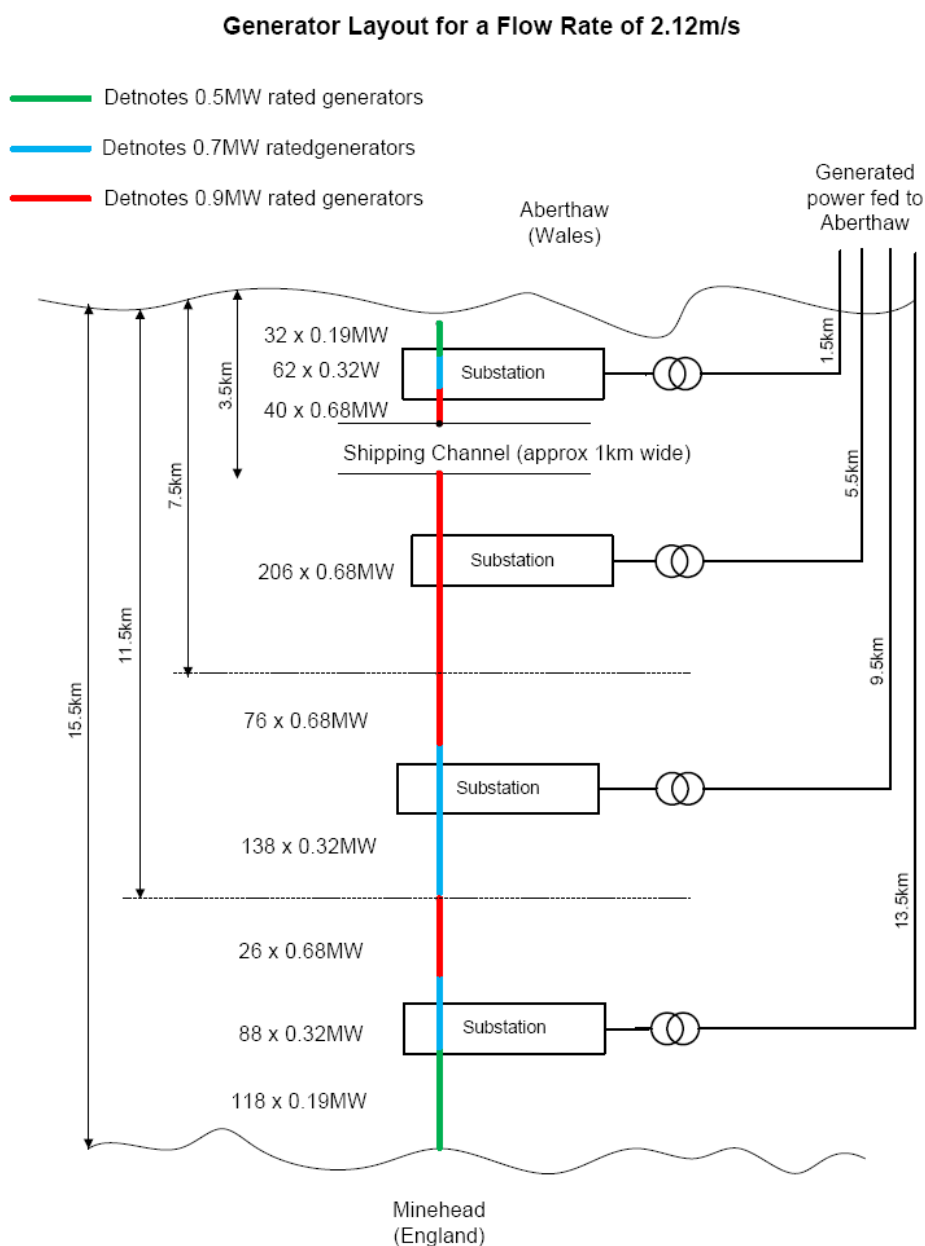 Generator Layout for a Flow Rate of 2.12m/s
Detnotes 0.5MW rated generators
Detnotes 0.7MW ratedgenerators
Detnotes 0.9MW rated generators
Generated
power fed to
Aberthaw
Aberthaw
(Wales)
32 x 0.19MW
62 x 0.32W
Substation
40 x 0.68MW
1.5km
3.5km
Shipping Channel (approx 1km wide)
7.5km
5.5km
206 x 0.68MW
Substation
11.5km
9.5km
15.5km
76 x 0.68MW
Substation
138 x 0.32MW
13.5km
26 x 0.68MW
88 x 0.32MW
Substation
118 x 0.19MW
Minehead
(England)